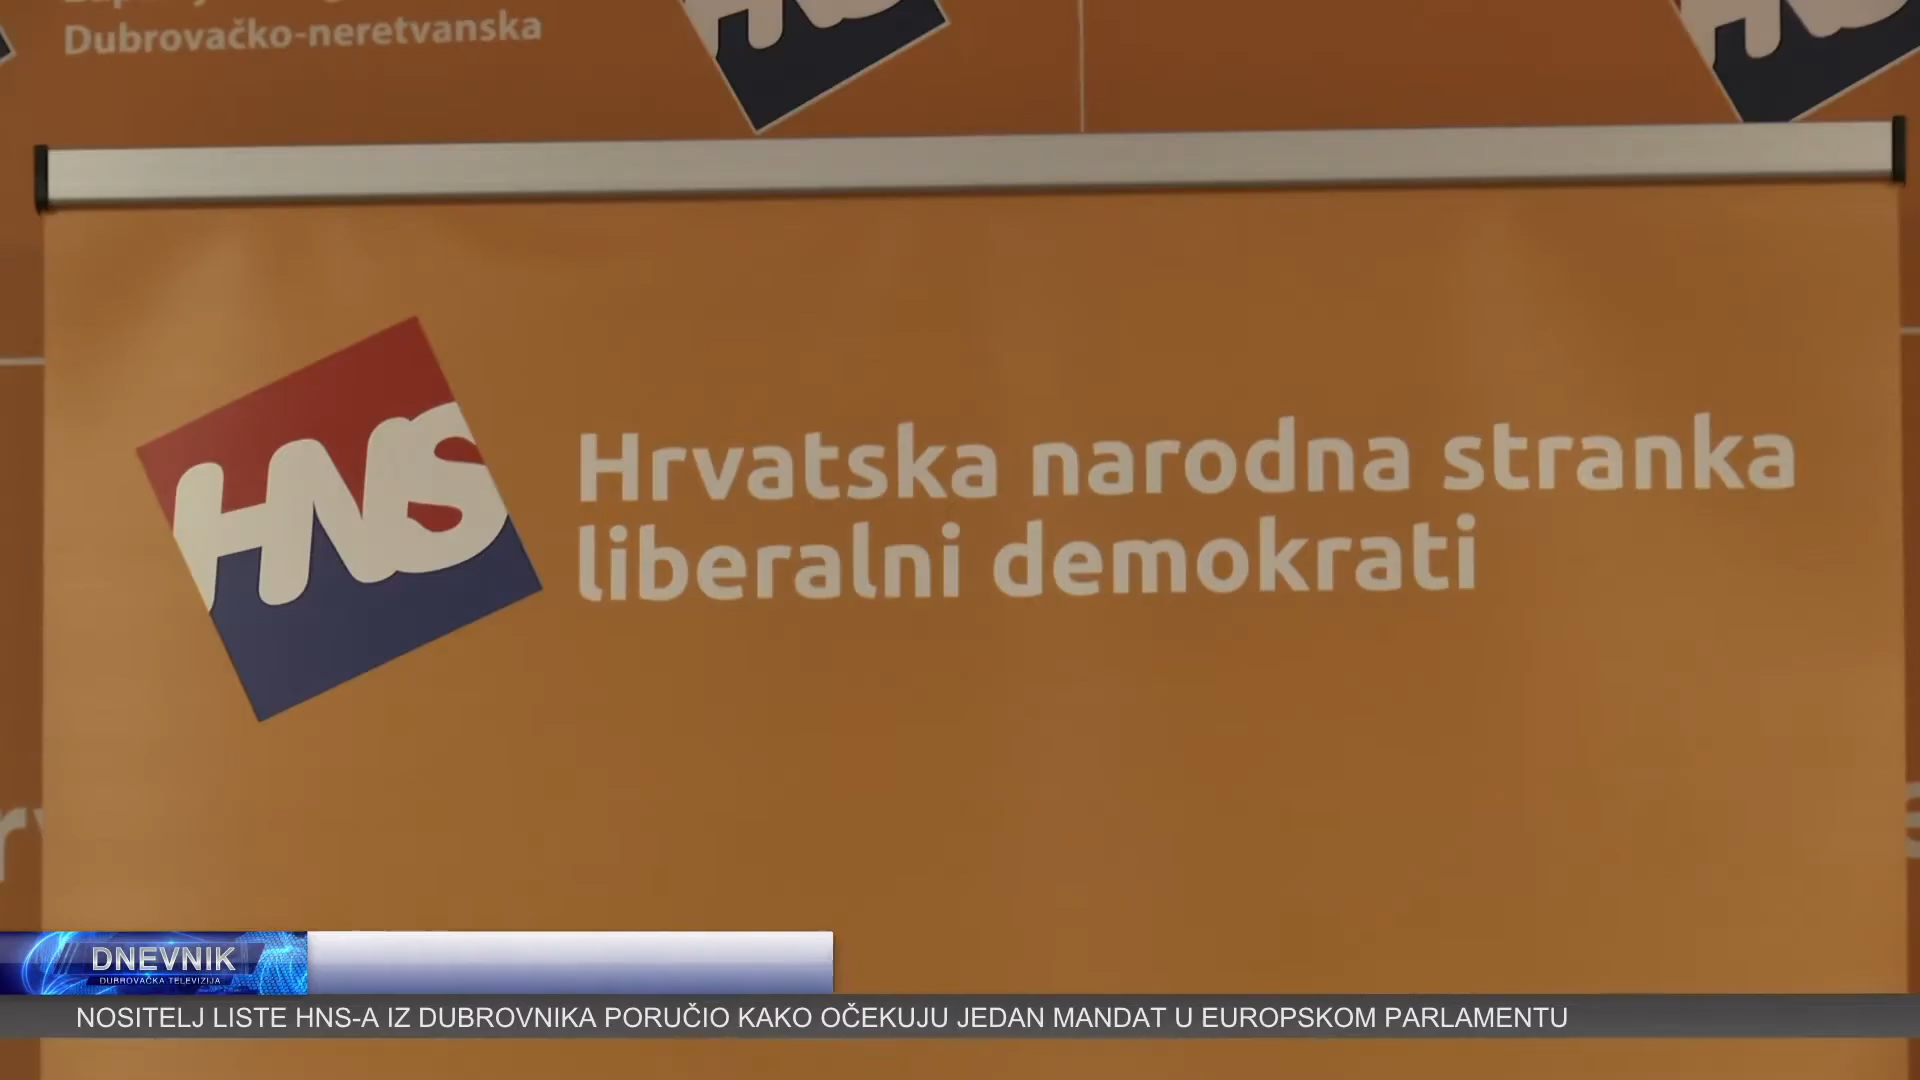 Dubrovačko-neretvanska
HNS
Hrvatska narodna stranka
liberalni demokrati
DNEVNIK
DUBROVAČKA TELEVIZIJA
NOSITELJ LISTE HNS-A IZ DUBROVNIKA PORUČIO KAKO OČEKUJU JEDAN MANDAT U EUROPSKOM PARLAMENTU